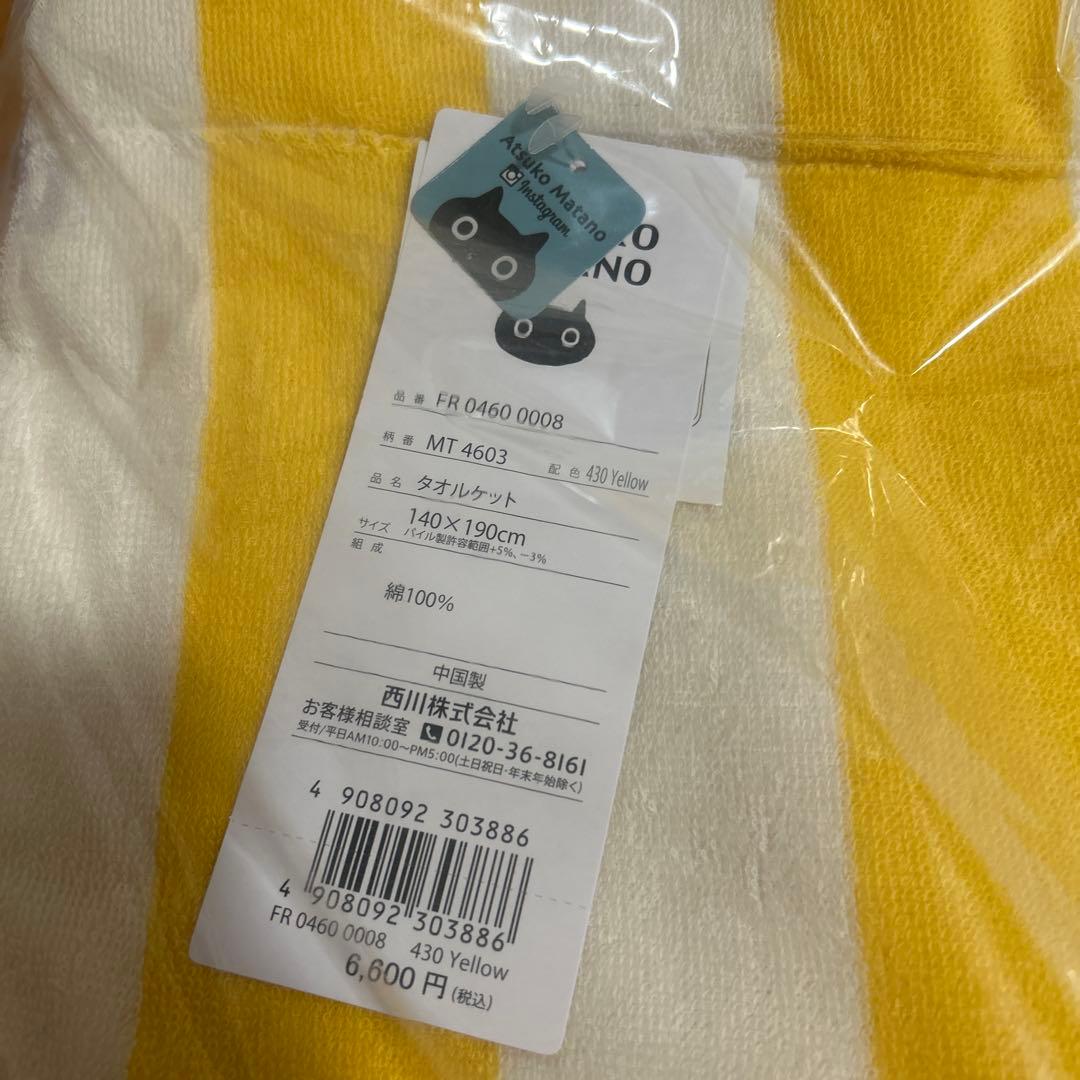 Atsuko Matano
Instagram
品番 FR 0460 0008
柄番 MT 4603 配色 430 Yellow
品名 タオルケット
サイズ 140×190cm
パイル製許容範囲+5%、−3%
組成
綿100%
中国製
西川株式会社
お客様相談室 0120-36-8161
受付/平日AM10:00〜PM5:00(土日祝日・年末年始除く)
4 908092 303886
4 908092 303886
FR 0460 0008 430 Yellow
6,600円(税込)